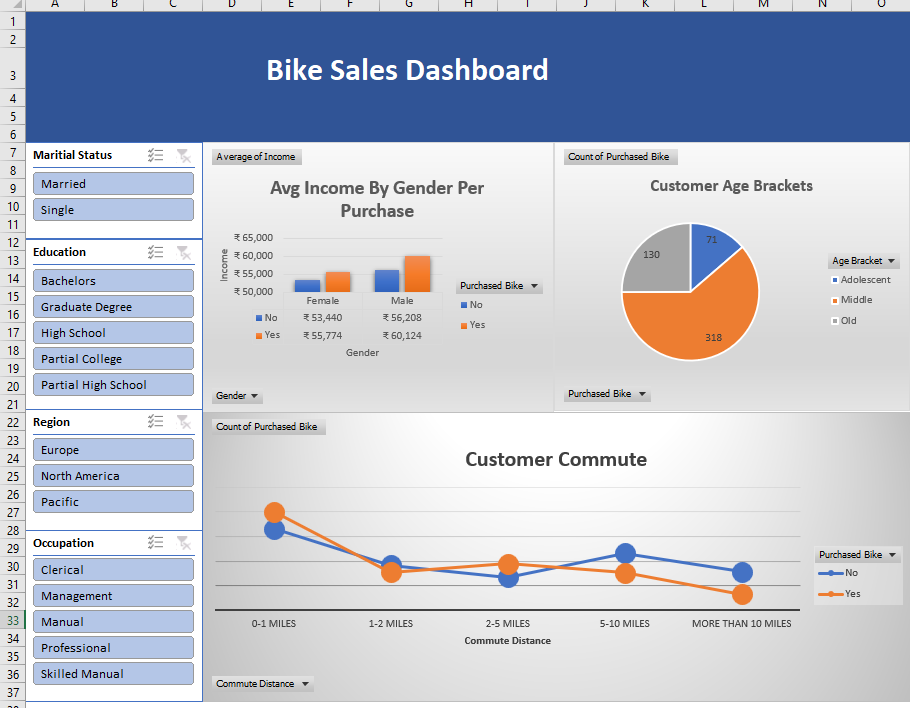 A B C D E F G H I J K L M N O
1
2
3
4
5
6
7
8
9
10
11
12
13
14
15
16
17
18
19
20
21
22
23
24
25
26
27
28
29
30
31
32
33
34
35
36
37
Bike Sales Dashboard
Maritial Status
Married
Single
Education
Bachelors
Graduate Degree
High School
Partial College
Partial High School
Region
Europe
North America
Pacific
Occupation
Clerical
Management
Manual
Professional
Skilled Manual
Average of Income
Avg Income By Gender Per
Purchase
Income
₹ 65,000
₹ 60,000
₹ 55,000
₹ 50,000
Female Male
No ₹ 53,440 ₹ 56,208
Yes ₹ 55,774 ₹ 60,124
Gender
Purchased Bike
No
Yes
Gender
Count of Purchased Bike
Customer Age Brackets
71
130
318
Age Bracket
Adolescent
Middle
Old
Purchased Bike
Count of Purchased Bike
Customer Commute
0-1 MILES 1-2 MILES 2-5 MILES 5-10 MILES MORE THAN 10 MILES
Commute Distance
Purchased Bike
No
Yes
Commute Distance